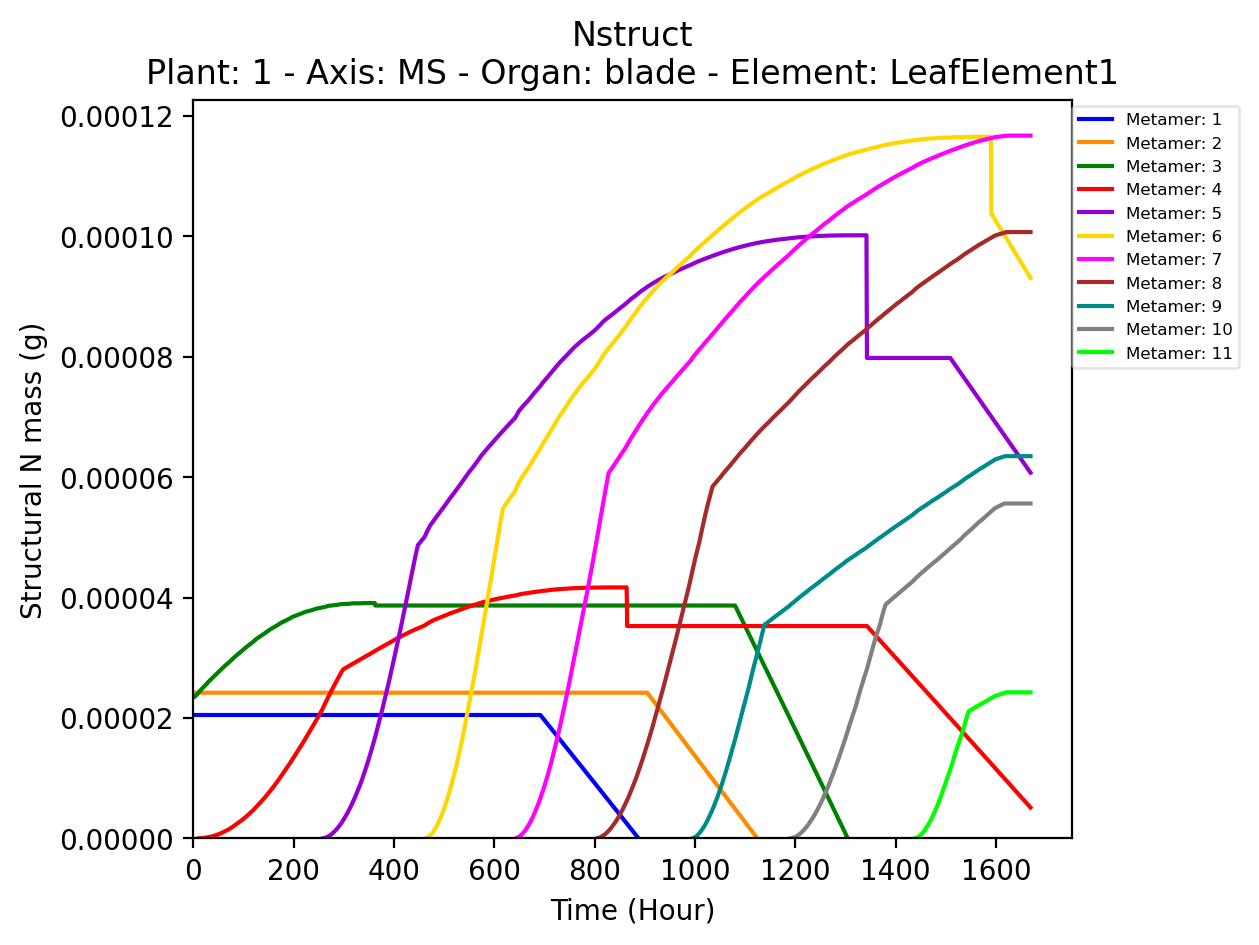 Nstruct
Plant: 1 - Axis: MS - Organ: blade - Element: LeafElement1
Structural N mass (g)
0.00012
0.00010
0.00008
0.00006
0.00004
0.00002
0.00000
0 200 400 600 800 1000 1200 1400 1600
Time (Hour)
Metamer: 1
Metamer: 2
Metamer: 3
Metamer: 4
Metamer: 5
Metamer: 6
Metamer: 7
Metamer: 8
Metamer: 9
Metamer: 10
Metamer: 11